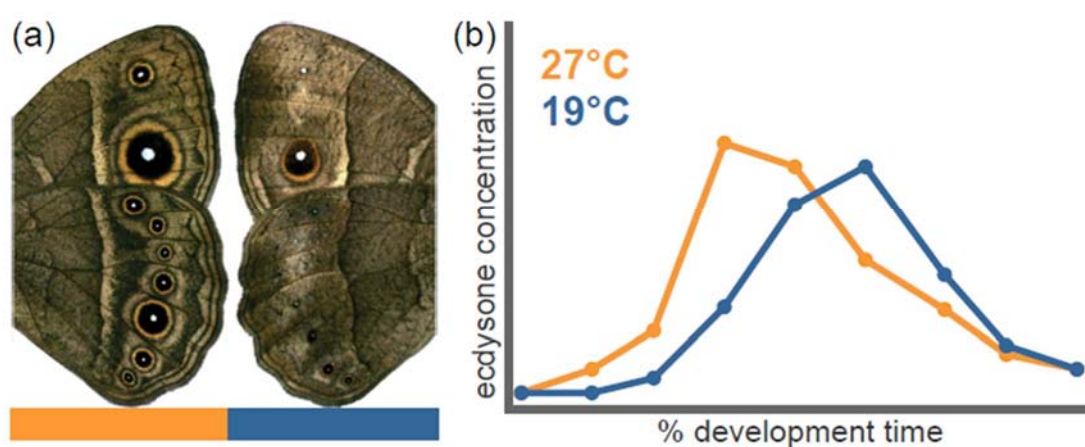 (a)
(b)
27°C
19°C
ecdysone concentration
% development time